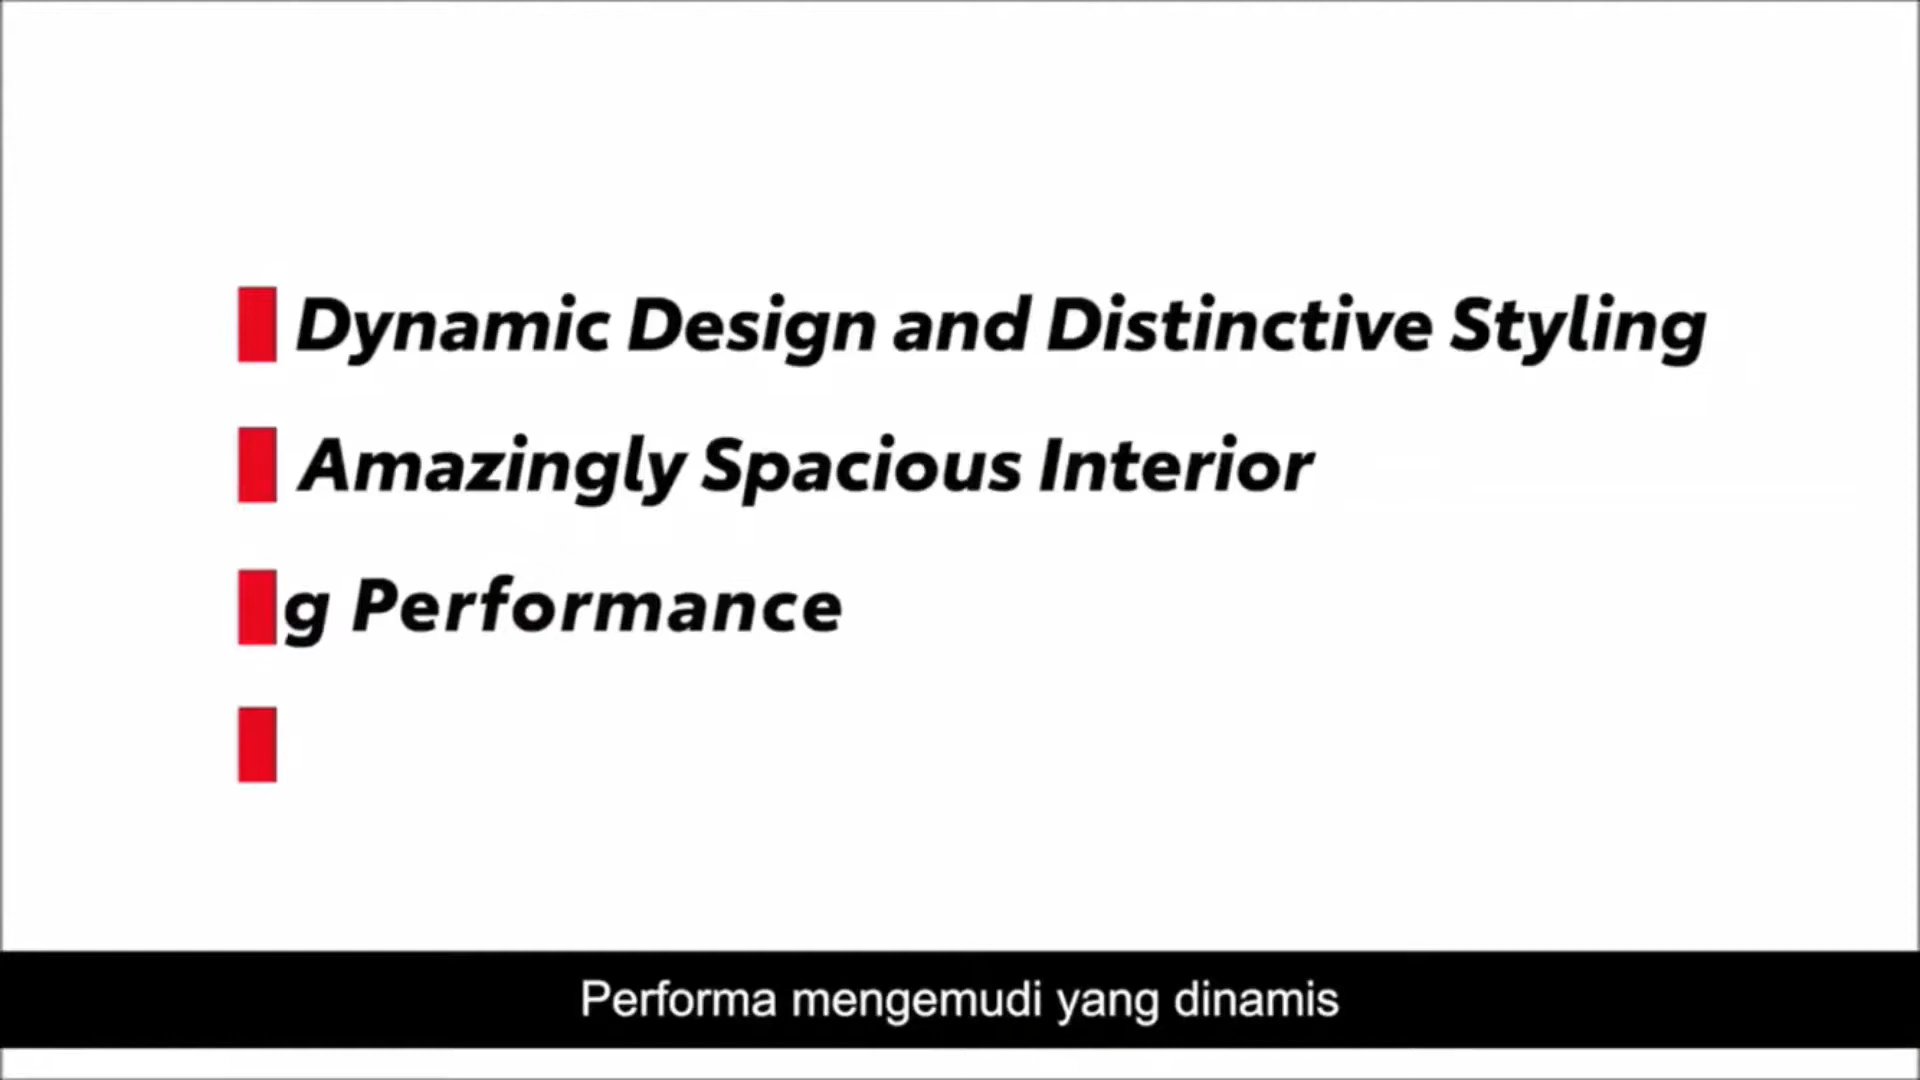 Dynamic Design and Distinctive Styling
Amazingly Spacious Interior
g Performance
Performa mengemudi yang dinamis